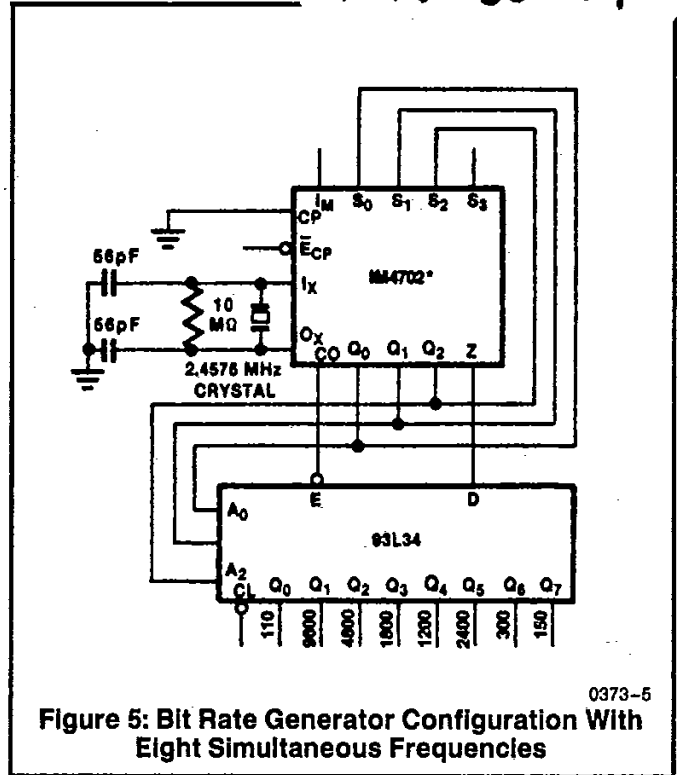 IM S0 S1 S2 S3
CP
ECP
56pF
IM4702*
IX
10
MΩ
56pF
OX
CO Q0 Q1 Q2 Z
2.4576 MHz
CRYSTAL
E D
A0
93L34
A2
CL Q0 Q1 Q2 Q3 Q4 Q5 Q6 Q7
110 9600 4800 1800 1200 2400 300 150
0373-5
Figure 5: Bit Rate Generator Configuration With
Eight Simultaneous Frequencies